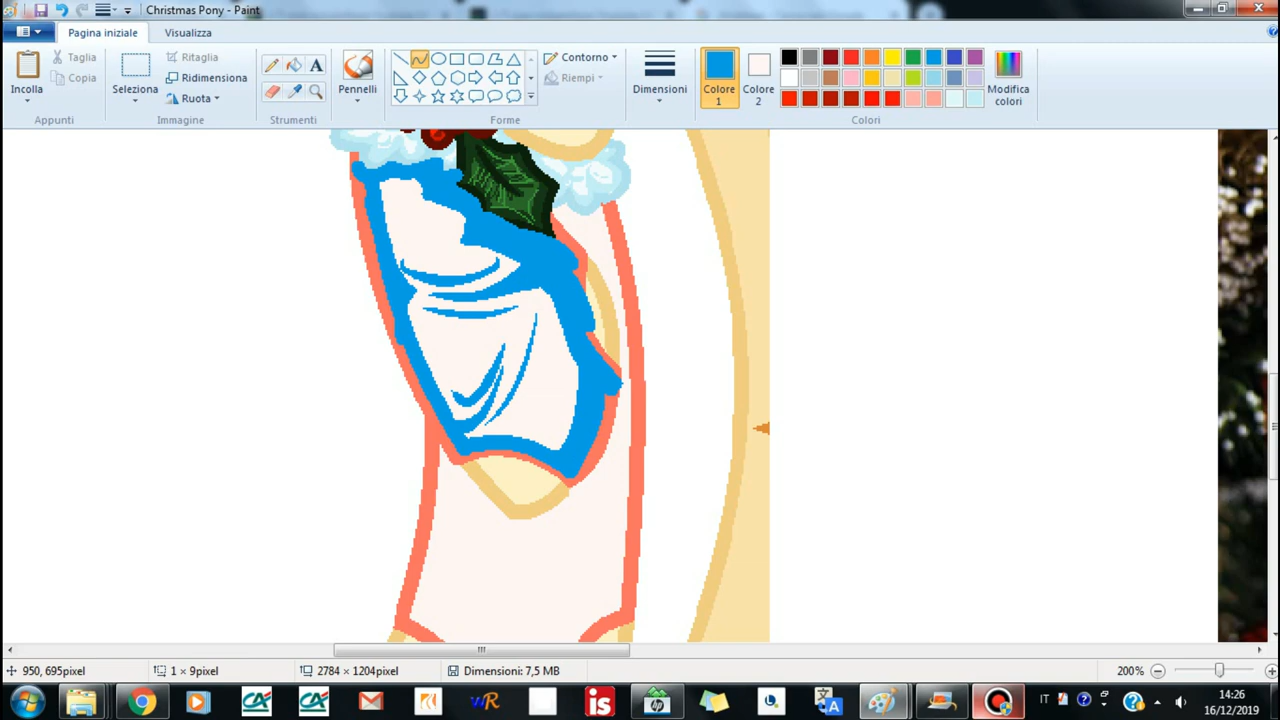 Christmas Pony - Paint
Pagina iniziale Visualizza
Incolla
Taglia
Copia
Appunti
Seleziona
Ritaglia
Ridimensiona
Ruota
Immagine
A
Strumenti
Pennelli
Contorno
Riempi
Forme
Dimensioni
Colore 1
Colore 2
Modifica colori
Colori
950, 695pixel 1 × 9pixel 2784 × 1204pixel Dimensioni: 7,5 MB 200%
IT 14:26
16/12/2019